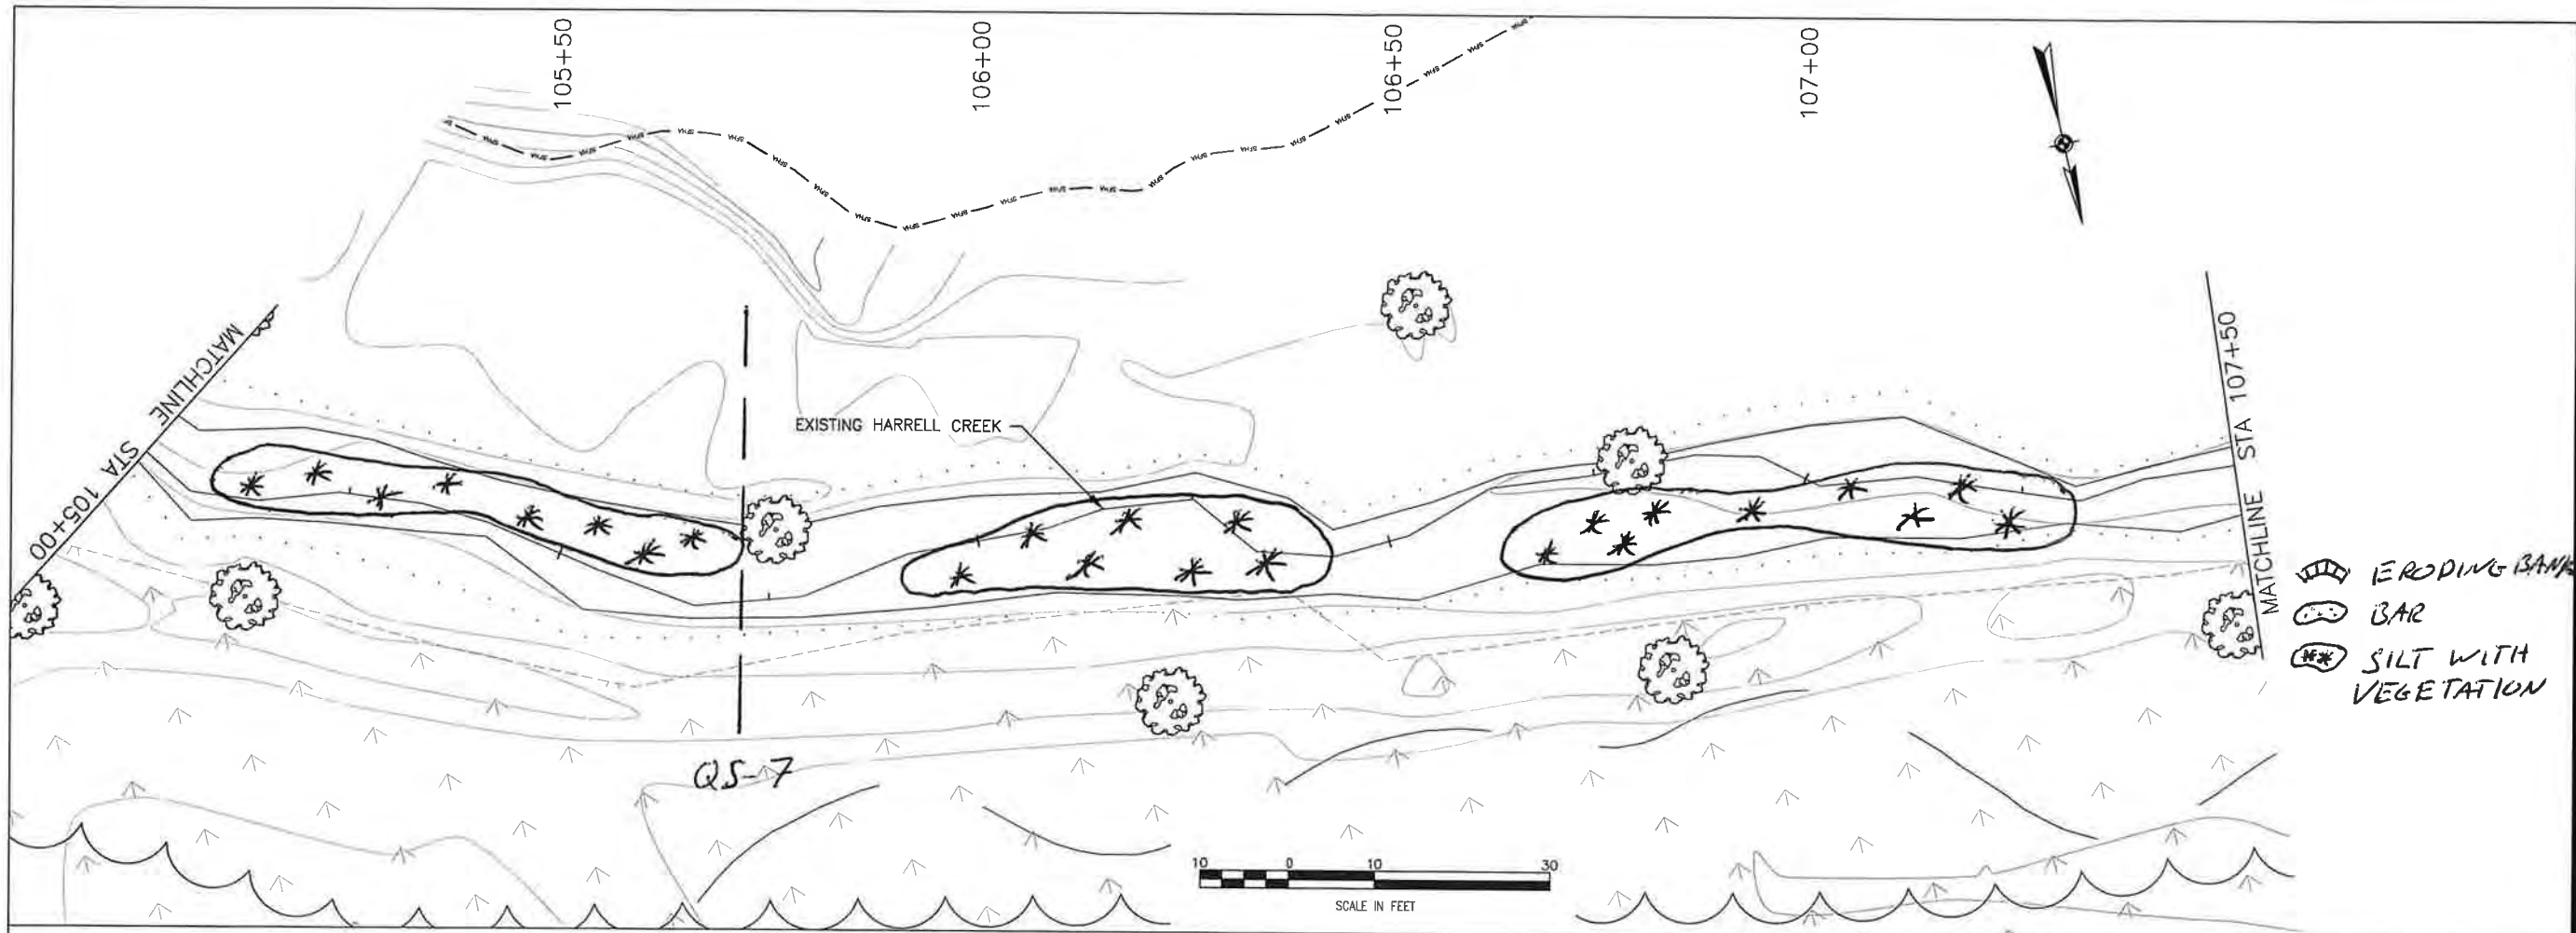 105+50
106+00
106+50
107+00
SFHA
MATCHLINE STA 105+00
EXISTING HARRELL CREEK
MATCHLINE STA 107+50
ERODING BANK
BAR
SILT WITH
VEGETATION
QS-7
10 0 10 30
SCALE IN FEET